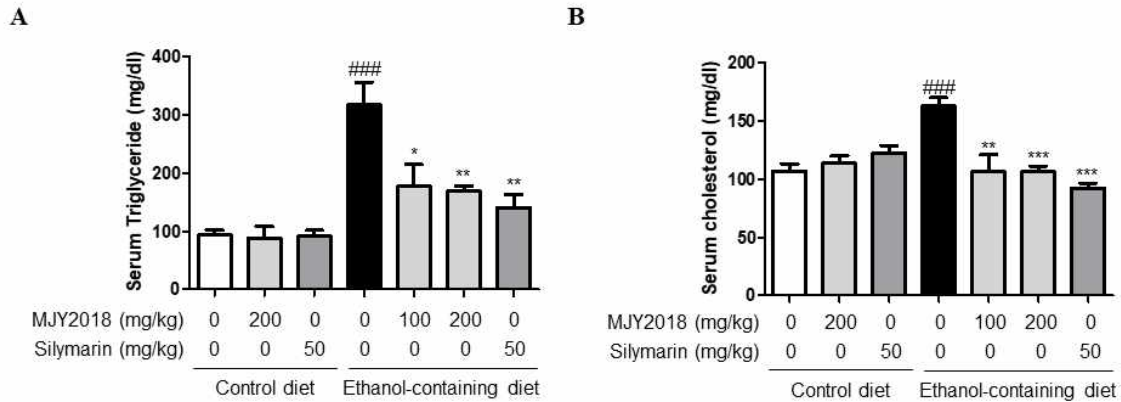 A
Serum Triglyceride (mg/dl)
400
300
200
100
0
###
*
**
**
MJY2018 (mg/kg) 0 200 0 0 100 200 0
Silymarin (mg/kg) 0 0 50 0 0 0 50
Control diet Ethanol-containing diet
B
Serum cholesterol (mg/dl)
200
150
100
50
0
###
**
***
***
MJY2018 (mg/kg) 0 200 0 0 100 200 0
Silymarin (mg/kg) 0 0 50 0 0 0 50
Control diet Ethanol-containing diet